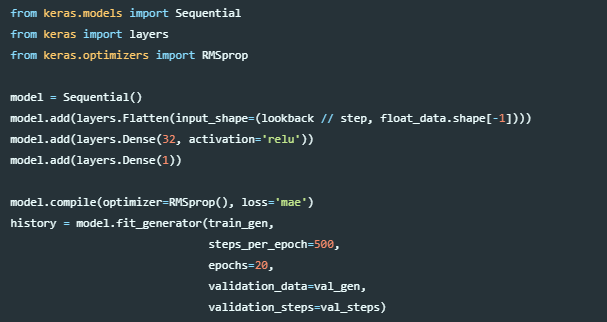 from keras.models import Sequential
from keras import layers
from keras.optimizers import RMSprop

model = Sequential()
model.add(layers.Flatten(input_shape=(lookback // step, float_data.shape[-1])))
model.add(layers.Dense(32, activation='relu'))
model.add(layers.Dense(1))

model.compile(optimizer=RMSprop(), loss='mae')
history = model.fit_generator(train_gen,
                              steps_per_epoch=500,
                              epochs=20,
                              validation_data=val_gen,
                              validation_steps=val_steps)